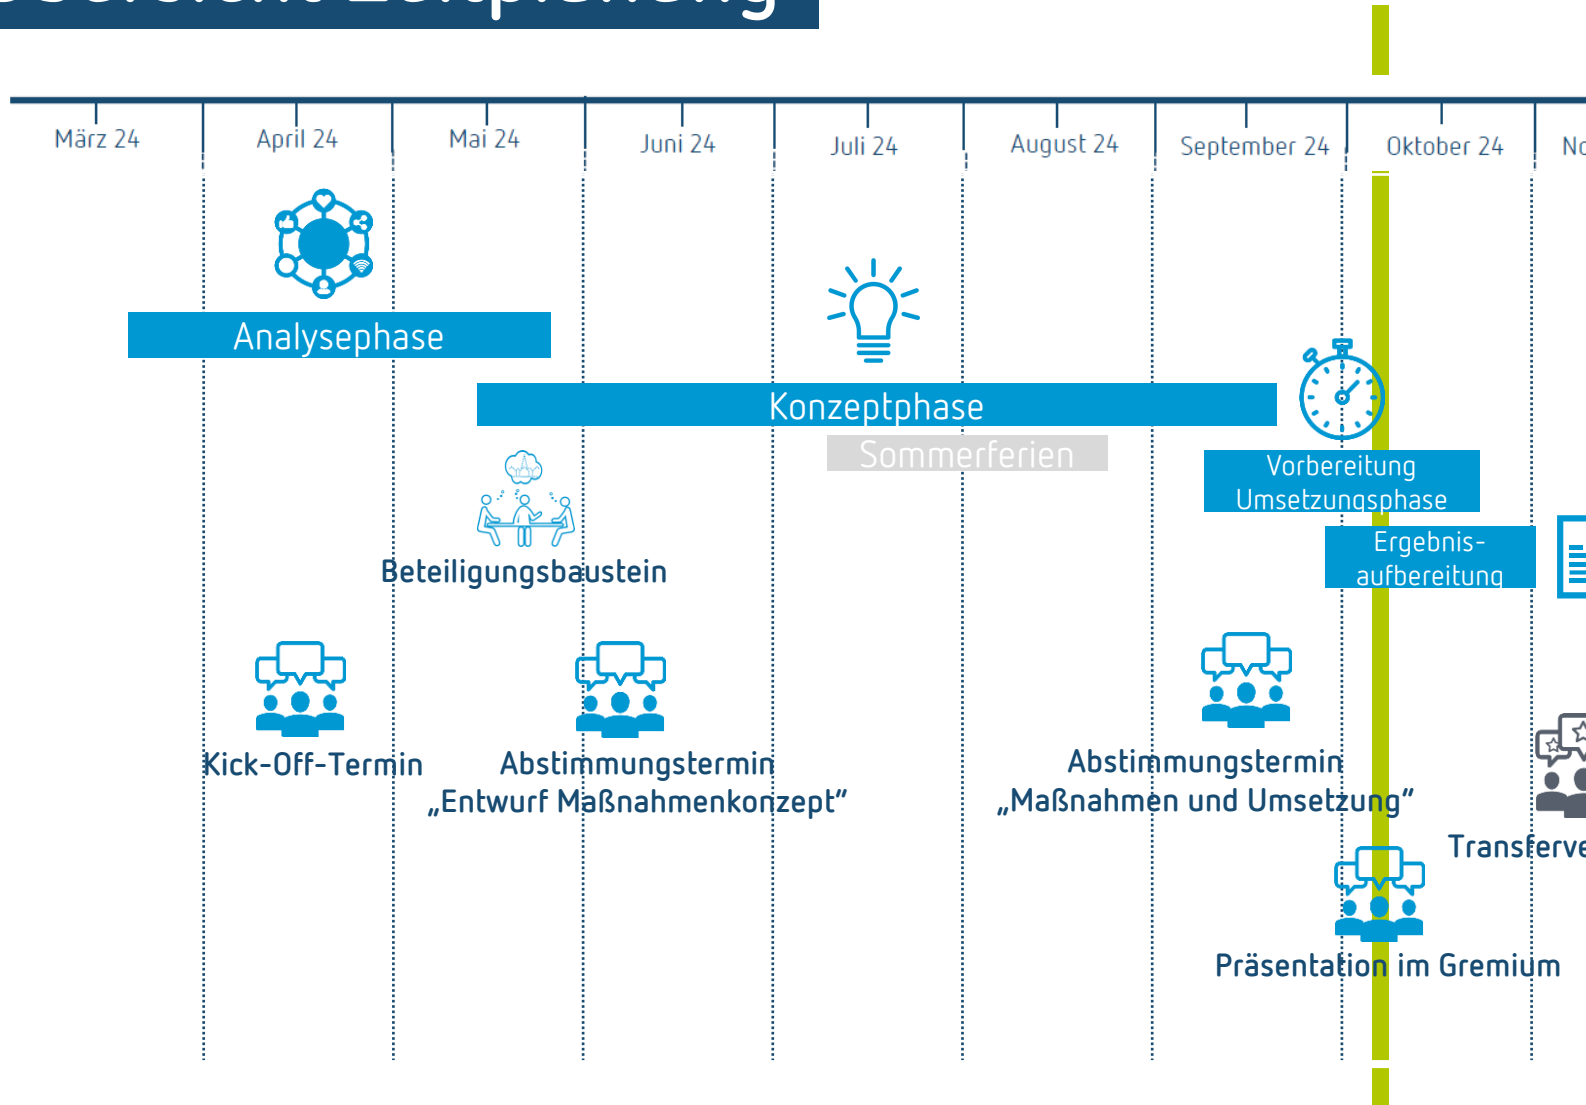 Zeitplanung
März 24
April 24
Mai 24
Juni 24
Juli 24
August 24
September 24
Oktober 24
Analysephase
Konzeptphase
Sommerferien
Vorbereitung
Umsetzungsphase
Ergebnis-
aufbereitung
Beteiligungsbaustein
Kick-Off-Termin
Abstimmungstermin
„Entwurf Maßnahmenkonzept“
Abstimmungstermin
„Maßnahmen und Umsetzung“
Präsentation im Gremium